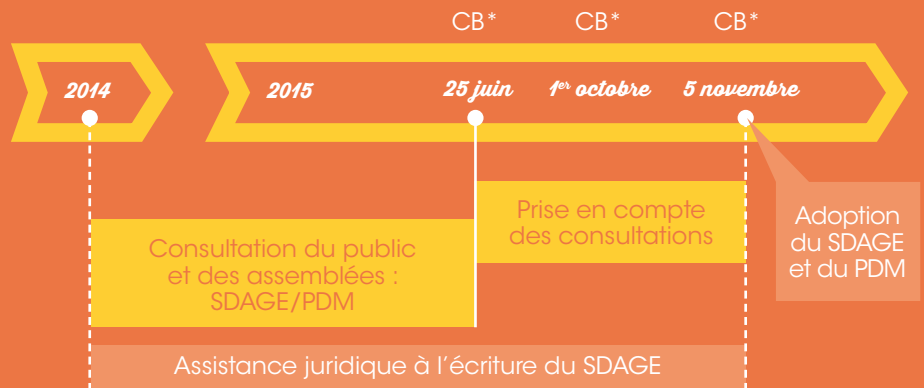 CB* CB* CB*
2014 2015 25 juin 1er octobre 5 novembre
Consultation du public
et des assemblées :
SDAGE/PDM
Prise en compte
des consultations
Adoption
du SDAGE
et du PDM
Assistance juridique à l'écriture du SDAGE